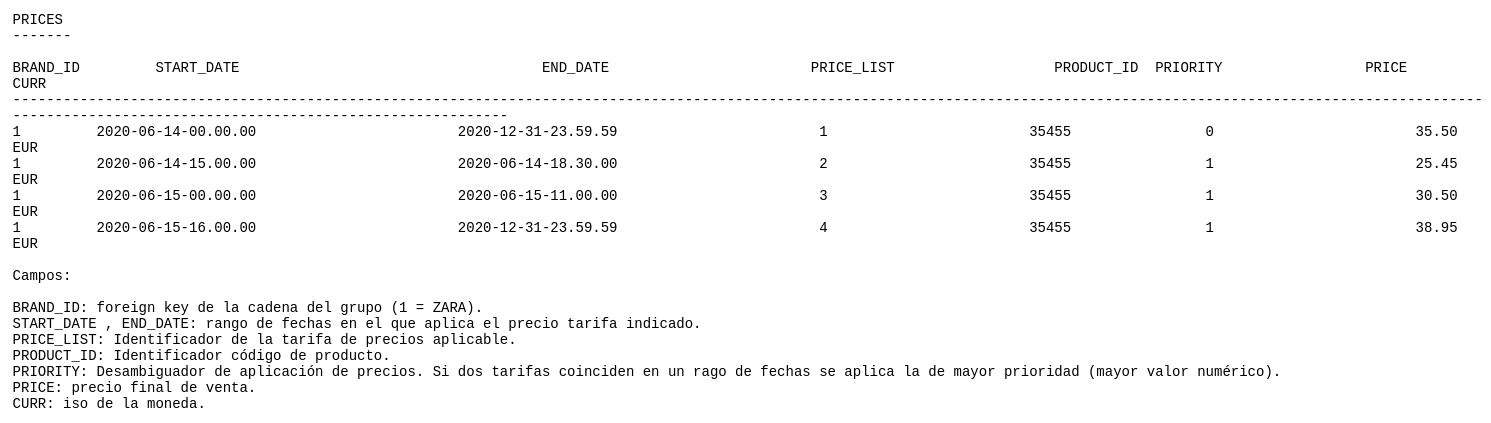 PRICES
-------
BRAND_ID         START_DATE                                    END_DATE                        PRICE_LIST                   PRODUCT_ID  PRIORITY                 PRICE
CURR
-------------------------------------------------------------------------------------------------------------------------------------------------------------------------------
-----------------------------------------------------------
1         2020-06-14-00.00.00                        2020-12-31-23.59.59                        1                        35455                0                        35.50
EUR
1         2020-06-14-15.00.00                        2020-06-14-18.30.00                        2                        35455                1                        25.45
EUR
1         2020-06-15-00.00.00                        2020-06-15-11.00.00                        3                        35455                1                        30.50
EUR
1         2020-06-15-16.00.00                        2020-12-31-23.59.59                        4                        35455                1                        38.95
EUR
Campos:
BRAND_ID: foreign key de la cadena del grupo (1 = ZARA).
START_DATE , END_DATE: rango de fechas en el que aplica el precio tarifa indicado.
PRICE_LIST: Identificador de la tarifa de precios aplicable.
PRODUCT_ID: Identificador código de producto.
PRIORITY: Desambiguador de aplicación de precios. Si dos tarifas coinciden en un rago de fechas se aplica la de mayor prioridad (mayor valor numérico).
PRICE: precio final de venta.
CURR: iso de la moneda.